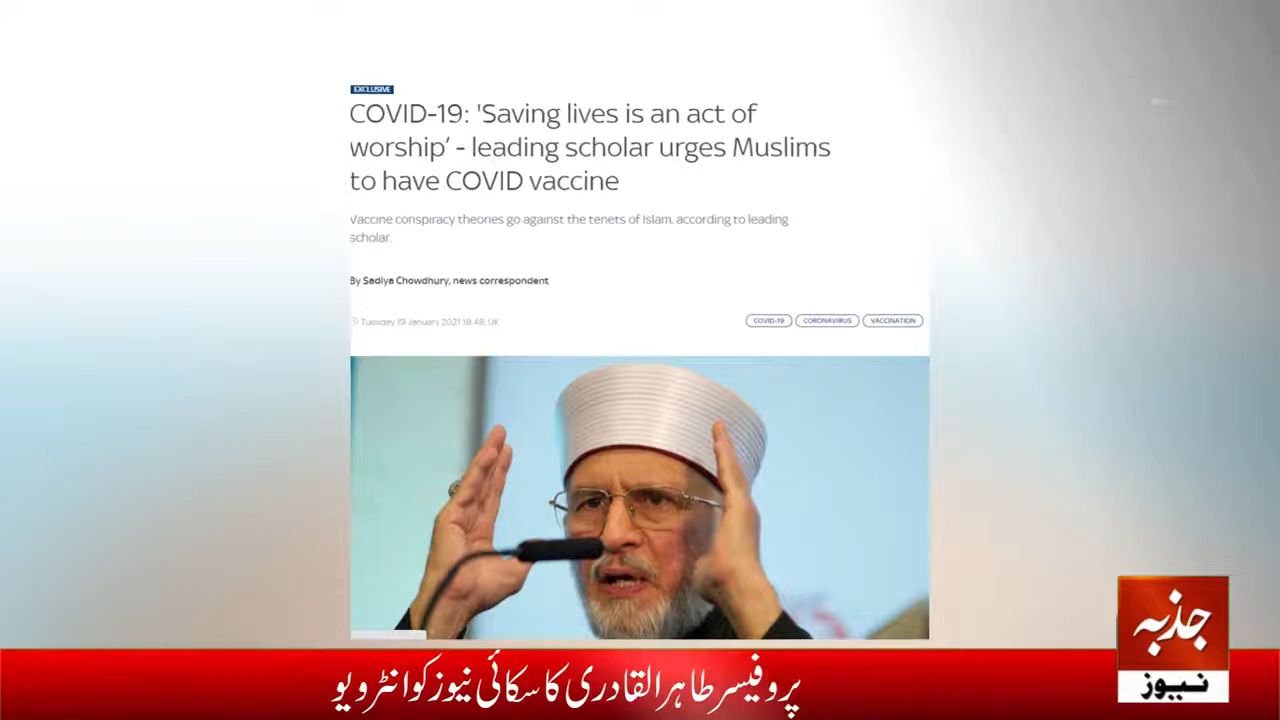 EXCLUSIVE
COVID-19: 'Saving lives is an act of
worship’ - leading scholar urges Muslims
to have COVID vaccine
Vaccine conspiracy theories go against the tenets of Islam, according to leading
scholar.
By Sadiya Chowdhury, news correspondent
Tuesday 19 January 2021 18:48, UK
COVID-19 CORONAVIRUS VACCINATION
جذبہ
نیوز
پروفیسر طاہر القادری کا سکائی نیوز کو انٹرویو